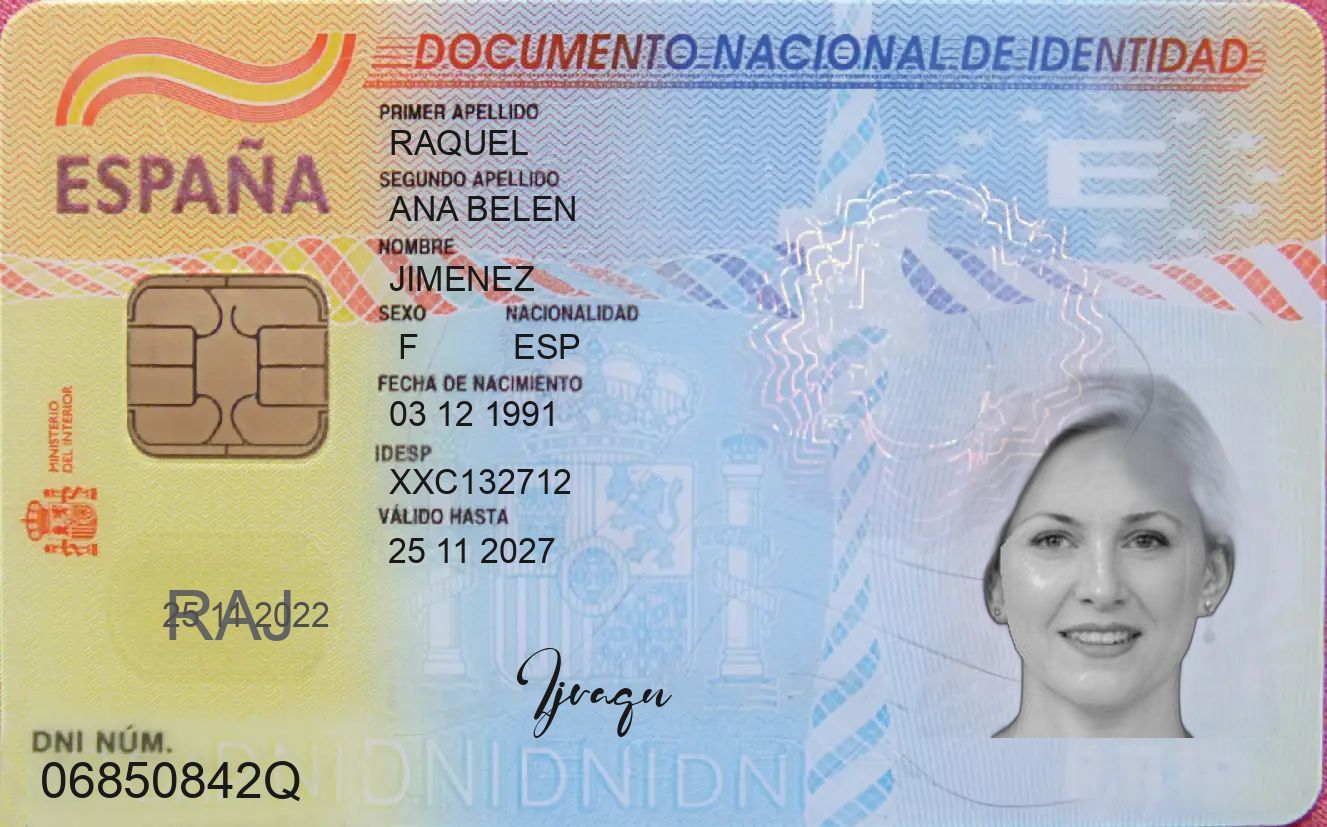 DOCUMENTO NACIONAL DE IDENTIDAD
ESPAÑA
PRIMER APELLIDO
RAQUEL
SEGUNDO APELLIDO
ANA BELEN
NOMBRE
JIMENEZ
SEXO NACIONALIDAD
F ESP
FECHA DE NACIMIENTO
03 12 1991
IDESP
XXC132712
VÁLIDO HASTA
25 11 2027
MINISTERIO
DEL INTERIOR
E
25 11 2022
RAJ
Ijraqu
DNI NÚM.
06850842Q
DNIDNIDNIDNI